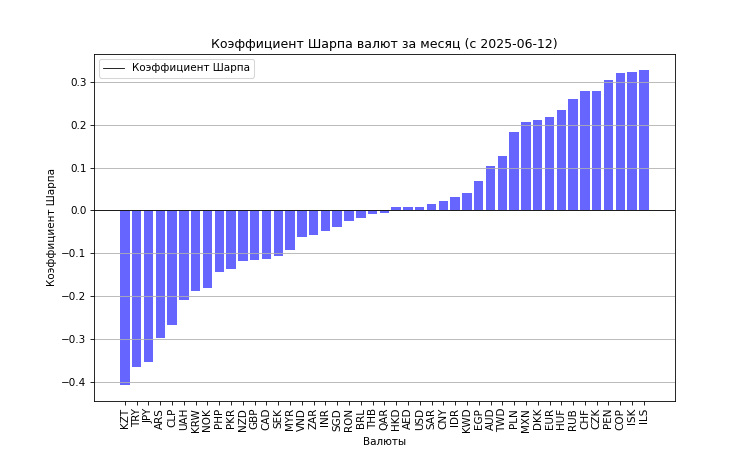 Коэффициент Шарпа валют за месяц (с 2025-06-12)
Коэффициент Шарпа
Коэффициент Шарпа
0.3
0.2
0.1
0.0
−0.1
−0.2
−0.3
−0.4
KZT TRY JPY ARS CLP UAH KRW NOK PHP PKR NZD GBP CAD SEK MYR VND ZAR INR SGD RON BRL THB QAR HKD AED USD SAR CNY IDR KWD EGP AUD TWD PLN MXN DKK EUR HUF RUB CHF CZK PEN COP ISK ILS
Валюты